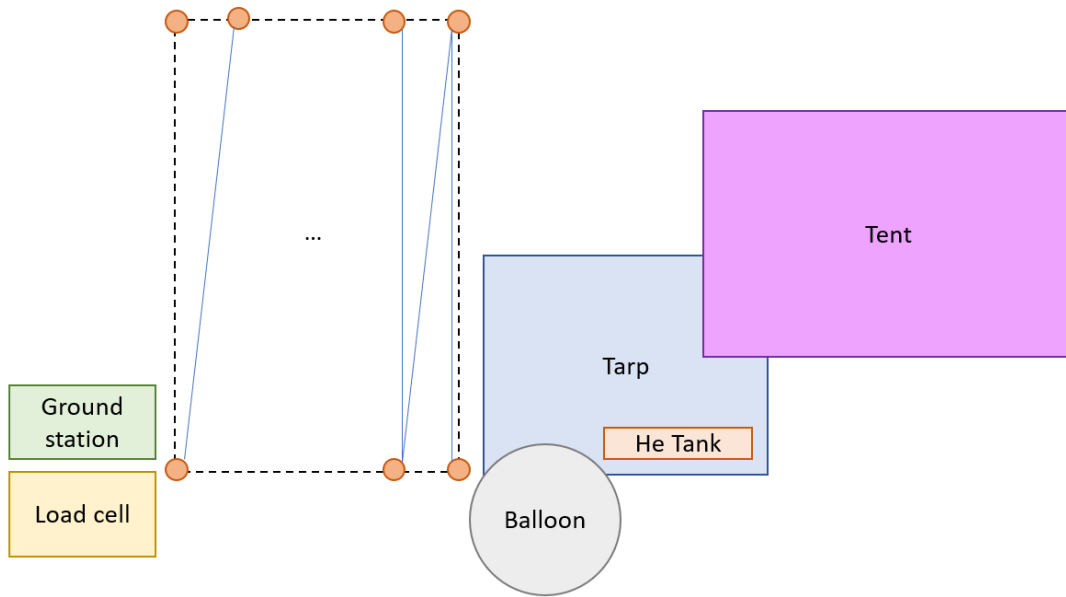 ...
Tent
Tarp
Ground
station
He Tank
Load cell
Balloon